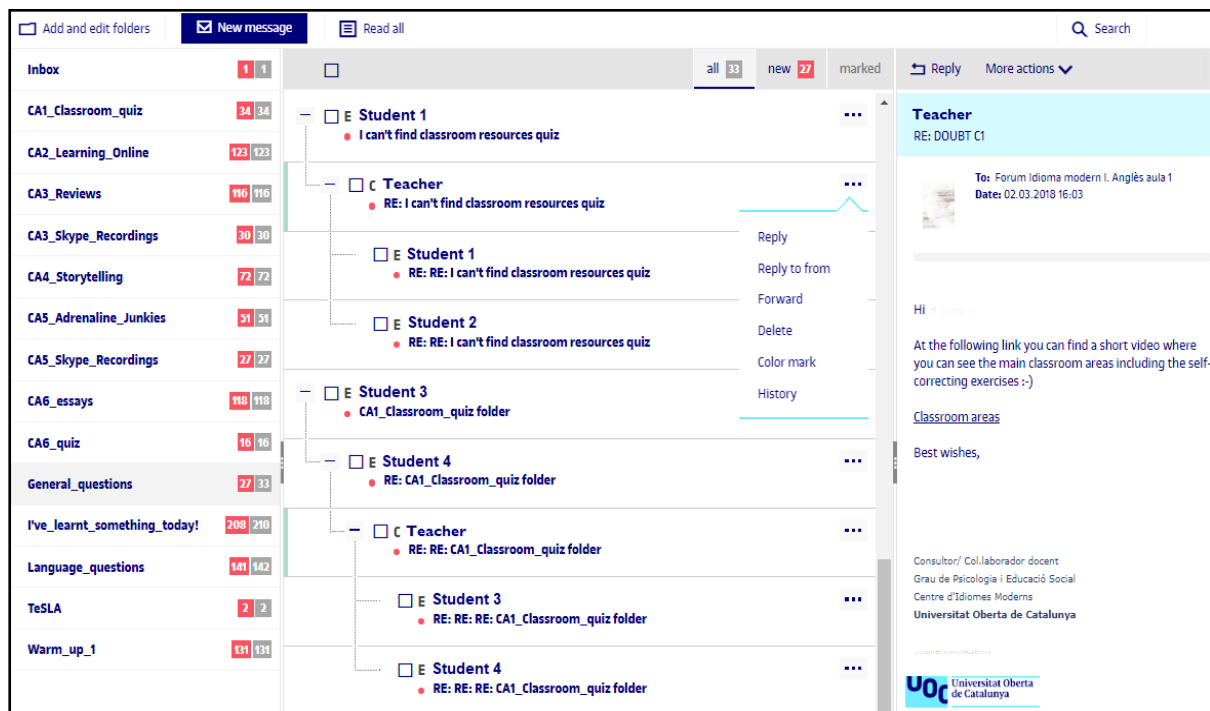 Add and edit folders
New message
Read all
Search
Inbox 1 1
CA1_Classroom_quiz 34 34
CA2_Learning_Online 123 123
CA3_Reviews 116 116
CA3_Skype_Recordings 30 30
CA4_Storytelling 72 72
CA5_Adrenaline_Junkies 51 51
CA5_Skype_Recordings 27 27
CA6_essays 118 118
CA6_quiz 16 16
General_questions 27 33
I've_learnt_something_today! 208 210
Language_questions 141 142
TeSLA 2 2
Warm_up_1 131 131
all 33 new 27 marked
E Student 1
I can't find classroom resources quiz
C Teacher
RE: I can't find classroom resources quiz
E Student 1
RE: RE: I can't find classroom resources quiz
E Student 2
RE: RE: I can't find classroom resources quiz
E Student 3
CA1_Classroom_quiz folder
E Student 4
RE: CA1_Classroom_quiz folder
C Teacher
RE: RE: CA1_Classroom_quiz folder
E Student 3
RE: RE: RE: CA1_Classroom_quiz folder
E Student 4
RE: RE: RE: CA1_Classroom_quiz folder
Reply
Reply to from
Forward
Delete
Color mark
History
Reply More actions
Teacher
RE: DOUBT C1
To: Forum Idioma modern I. Anglès aula 1
Date: 02.03.2018 16:03
Hi
At the following link you can find a short video where
you can see the main classroom areas including the self-
correcting exercises :-)
Classroom areas
Best wishes,
Consultor/ Col.laborador docent
Grau de Psicologia i Educació Social
Centre d'Idiomes Moderns
Universitat Oberta de Catalunya
UOC Universitat Oberta
de Catalunya